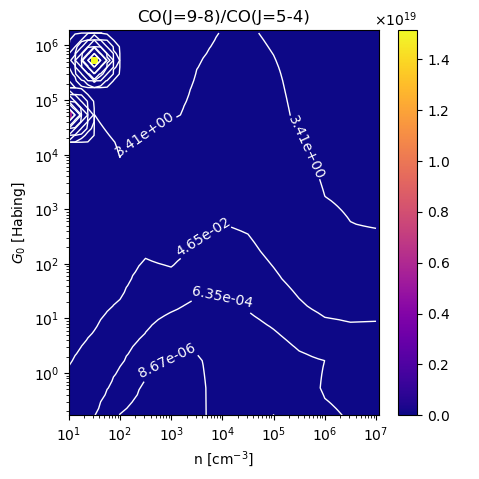 CO(J=9-8)/CO(J=5-4)
×10¹⁹
10⁶
10⁵
10⁴
10³
10²
10¹
10⁰
G₀ [Habing]
3.41e+00
3.41e+00
4.65e-02
6.35e-04
8.67e-06
1.4
1.2
1.0
0.8
0.6
0.4
0.2
0.0
10¹ 10² 10³ 10⁴ 10⁵ 10⁶ 10⁷
n [cm⁻³]